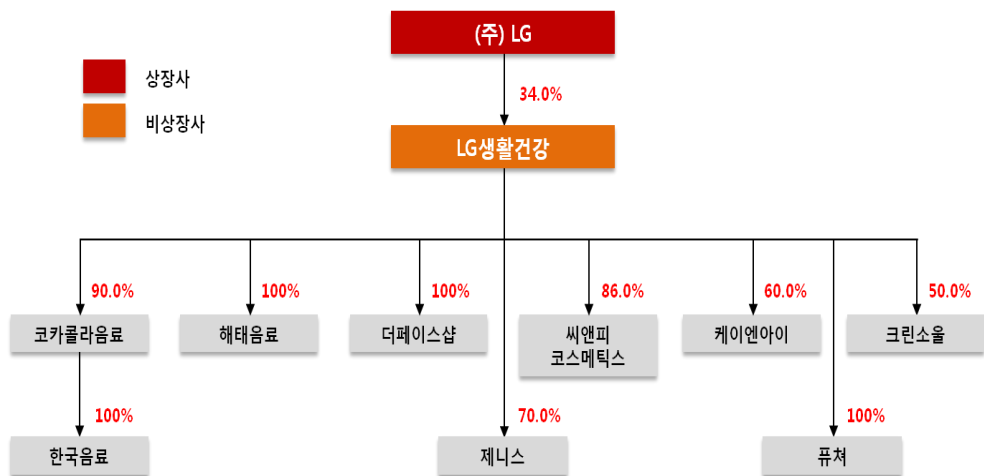 (주) LG
상장사
34.0%
비상장사
LG생활건강
90.0%
100%
100%
86.0%
60.0%
50.0%
코카콜라음료
해태음료
더페이스샵
씨앤피
코스메틱스
케이엔아이
크린소울
100%
70.0%
100%
한국음료
제니스
퓨쳐